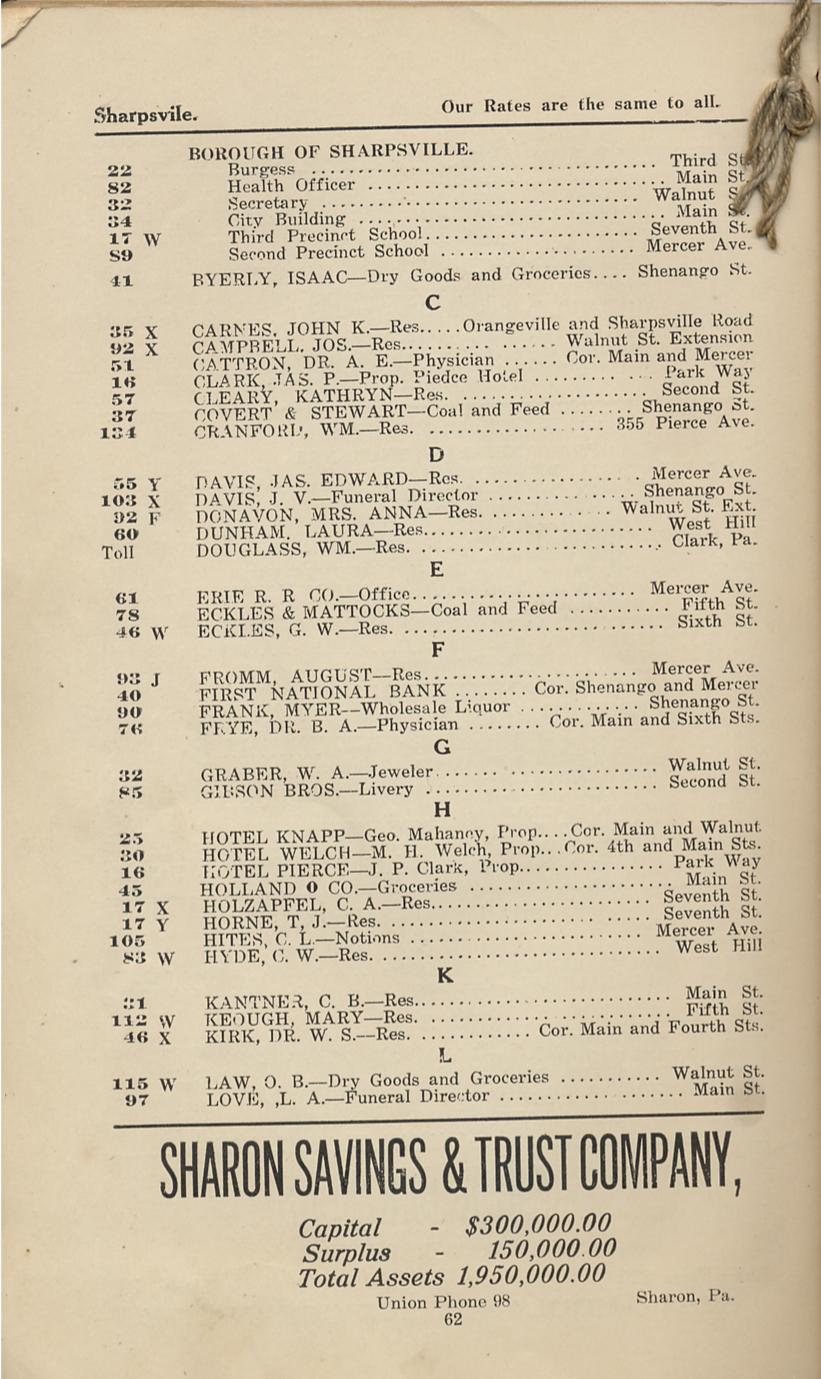 Sharpsvile. Our Rates are the same to all.
BOROUGH OF SHARPSVILLE.
22 Burgess ........ Third St.
82 Health Officer ........ Main St.
32 Secretary ........ Walnut S
34 City Building ........ Main St.
17 W Third Precinct School........ Seventh St.
89 Second Precinct School ........ Mercer Ave.
41 BYERLY, ISAAC—Dry Goods and Groceries.... Shenango St.
C
35 X CARNES, JOHN K.—Res.....Orangeville and Sharpsville Road
92 X CAMPBELL, JOS.—Res........ Walnut St. Extension
51 CATTRON, DR. A. E.—Physician ...... Cor. Main and Mercer
16 CLARK, JAS. P.—Prop. Piedce Hotel ........ Park Way
57 CLEARY, KATHRYN—Res. ........ Second St.
37 COVERT & STEWART—Coal and Feed ........ Shenango St.
134 CRANFORD, WM.—Res. ........ 355 Pierce Ave.
D
55 Y DAVIS, JAS. EDWARD—Res. ........ Mercer Ave.
103 X DAVIS, J. V.—Funeral Director ........ Shenango St.
92 F DONAVON, MRS. ANNA—Res. ........ Walnut St. Ext.
60 DUNHAM, LAURA—Res........ West Hill
Toll DOUGLASS, WM.—Res. ........ Clark, Pa.
E
61 ERIE R. R CO.—Office........ Mercer Ave.
78 ECKLES & MATTOCKS—Coal and Feed ........ Fifth St.
46 W ECKLES, G. W.—Res. ........ Sixth St.
F
93 J FROMM, AUGUST—Res........ Mercer Ave.
40 FIRST NATIONAL BANK ........ Cor. Shenango and Mercer
90 FRANK, MYER--Wholesale Liquor ........ Shenango St.
76 FRYE, DR. B. A.—Physician ........ Cor. Main and Sixth Sts.
G
32 GRABER, W. A.—Jeweler........ Walnut St.
85 GIBSON BROS.—Livery ........ Second St.
H
25 HOTEL KNAPP—Geo. Mahaney, Prop....Cor. Main and Walnut
30 HOTEL WELCH—M. H. Welch, Prop...Cor. 4th and Main Sts.
16 HOTEL PIERCE—J. P. Clark, Prop........ Park Way
45 HOLLAND O CO.—Groceries ........ Main St.
17 X HOLZAPFEL, C. A.—Res........ Seventh St.
17 Y HORNE, T, J.—Res. ........ Seventh St.
105 HITES, C. L.—Notions ........ Mercer Ave.
83 W HYDE, C. W.—Res. ........ West Hill
K
31 KANTNER, C. B.—Res........ Main St.
112 W KEOUGH, MARY—Res. ........ Fifth St.
46 X KIRK, DR. W. S.—Res. ........ Cor. Main and Fourth Sts.
L
115 W LAW, O. B.—Dry Goods and Groceries ........ Walnut St.
97 LOVE, ,L. A.—Funeral Director ........ Main St.
SHARON SAVINGS & TRUST COMPANY,
Capital - $300,000.00
Surplus - 150,000.00
Total Assets 1,950,000.00
Union Phone 98 Sharon, Pa.
62